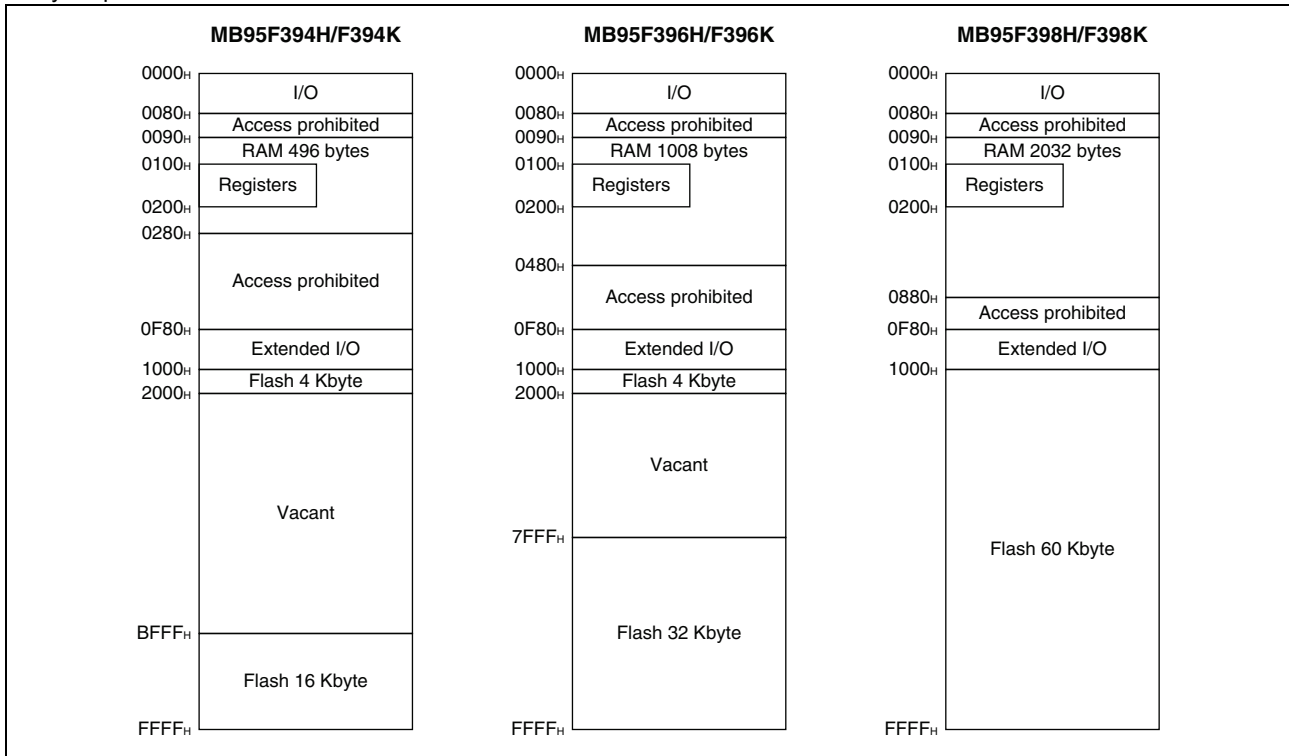 MB95F394H/F394K
0000H
I/O
0080H
Access prohibited
0090H
RAM 496 bytes
0100H
Registers
0200H
0280H
Access prohibited
0F80H
Extended I/O
1000H
Flash 4 Kbyte
2000H
Vacant
BFFFH
Flash 16 Kbyte
FFFFH
MB95F396H/F396K
0000H
I/O
0080H
Access prohibited
0090H
RAM 1008 bytes
0100H
Registers
0200H
0480H
Access prohibited
0F80H
Extended I/O
1000H
Flash 4 Kbyte
2000H
Vacant
7FFFH
Flash 32 Kbyte
FFFFH
MB95F398H/F398K
0000H
I/O
0080H
Access prohibited
0090H
RAM 2032 bytes
0100H
Registers
0200H
0880H
Access prohibited
0F80H
Extended I/O
1000H
Flash 60 Kbyte
FFFFH